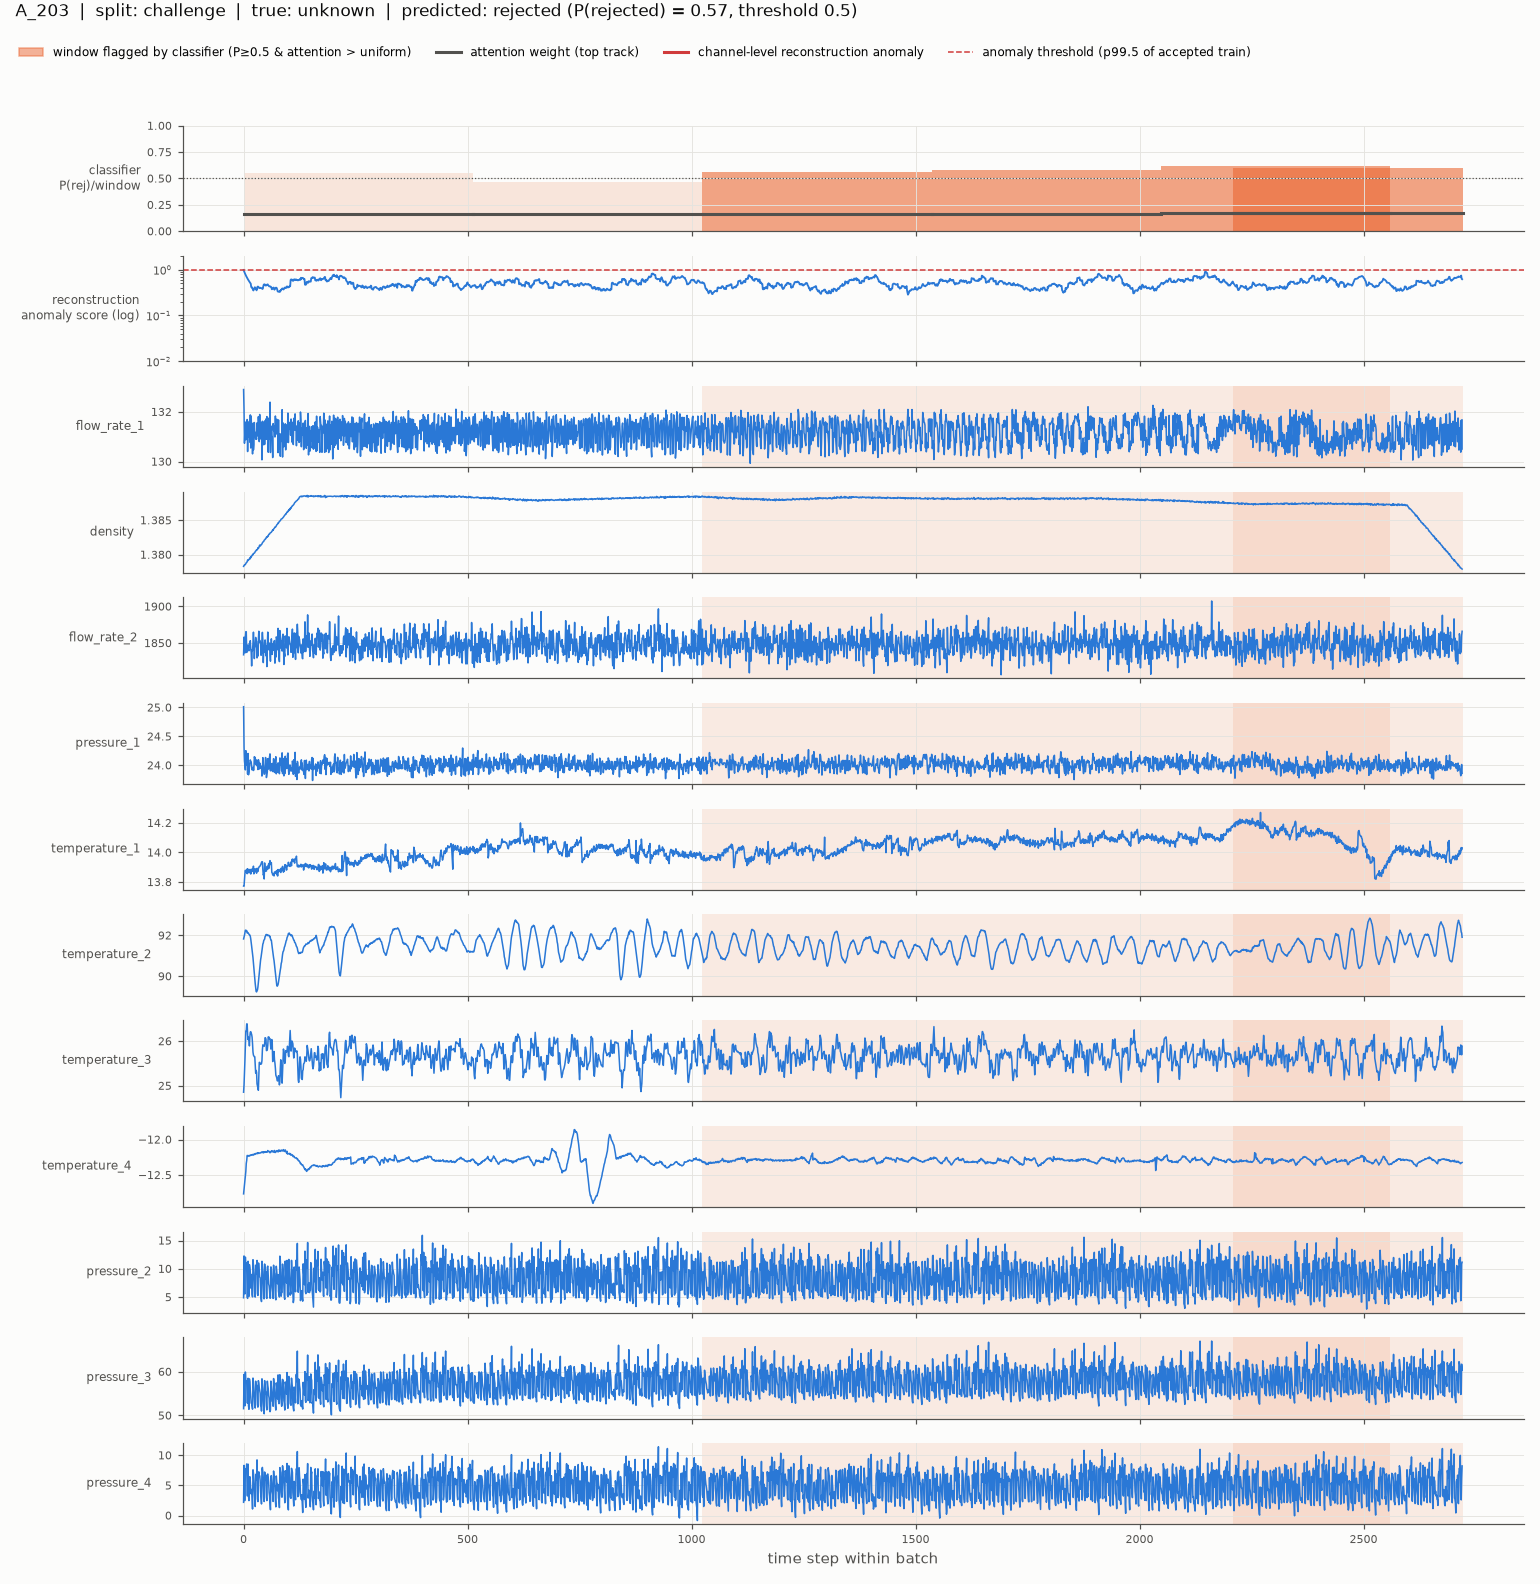 A_203  |  split: challenge  |  true: unknown  |  predicted: rejected (P(rejected) = 0.57, threshold 0.5)
window flagged by classifier (P≥0.5 & attention > uniform)
attention weight (top track)
channel-level reconstruction anomaly
anomaly threshold (p99.5 of accepted train)
classifier
P(rej)/window
1.00
0.75
0.50
0.25
0.00
reconstruction
anomaly score (log)
10⁰
10⁻¹
10⁻²
flow_rate_1
132
130
density
1.385
1.380
flow_rate_2
1900
1850
pressure_1
25.0
24.5
24.0
temperature_1
14.2
14.0
13.8
temperature_2
92
90
temperature_3
26
25
temperature_4
−12.0
−12.5
pressure_2
15
10
5
pressure_3
60
50
pressure_4
10
5
0
0
500
1000
1500
2000
2500
time step within batch